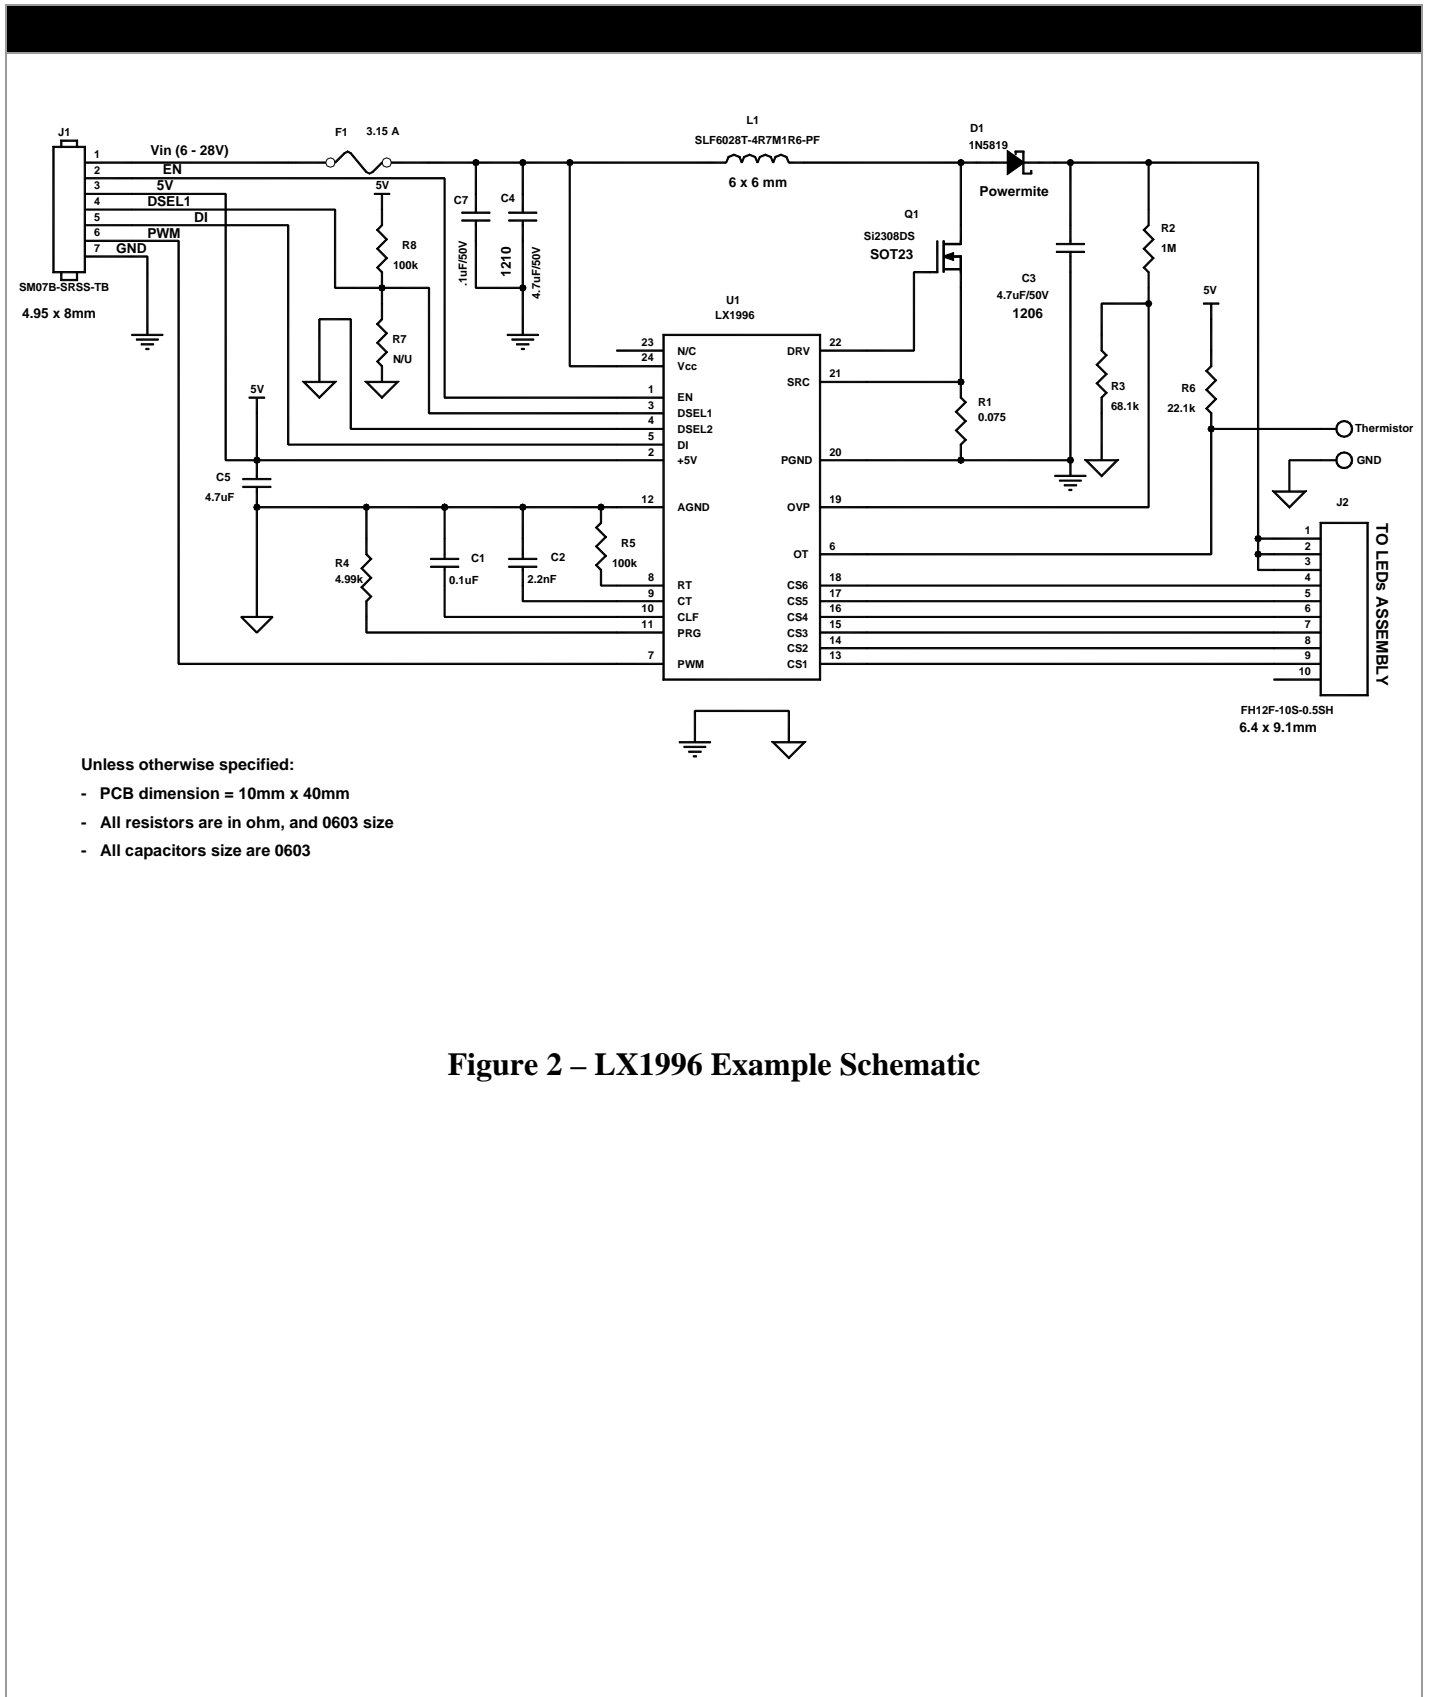 J1
Vin (6 - 28V)
EN
5V
DSEL1
DI
PWM
GND
1
2
3
4
5
6
7
SM07B-SRSS-TB
4.95 x 8mm
F1 3.15 A
5V
R8
100k
R7
N/U
C7
.1uF/50V
C4
1210
4.7uF/50V
L1
SLF6028T-4R7M1R6-PF
6 x 6 mm
D1
1N5819
Powermite
Q1
Si2308DS
SOT23
C3
4.7uF/50V
1206
R2
1M
R3
68.1k
5V
R6
22.1k
Thermistor
GND
R1
0.075
5V
C5
4.7uF
R4
4.99k
C1
0.1uF
C2
2.2nF
R5
100k
U1
LX1996
23 N/C
24 Vcc
1 EN
3 DSEL1
4 DSEL2
5 DI
2 +5V
12 AGND
8 RT
9 CT
10 CLF
11 PRG
7 PWM
DRV 22
SRC 21
PGND 20
OVP 19
OT 6
CS6 18
CS5 17
CS4 16
CS3 15
CS2 14
CS1 13
J2
1
2
3
4
5
6
7
8
9
10
TO LEDs ASSEMBLY
FH12F-10S-0.5SH
6.4 x 9.1mm
Unless otherwise specified:
- PCB dimension = 10mm x 40mm
- All resistors are in ohm, and 0603 size
- All capacitors size are 0603
Figure 2 – LX1996 Example Schematic